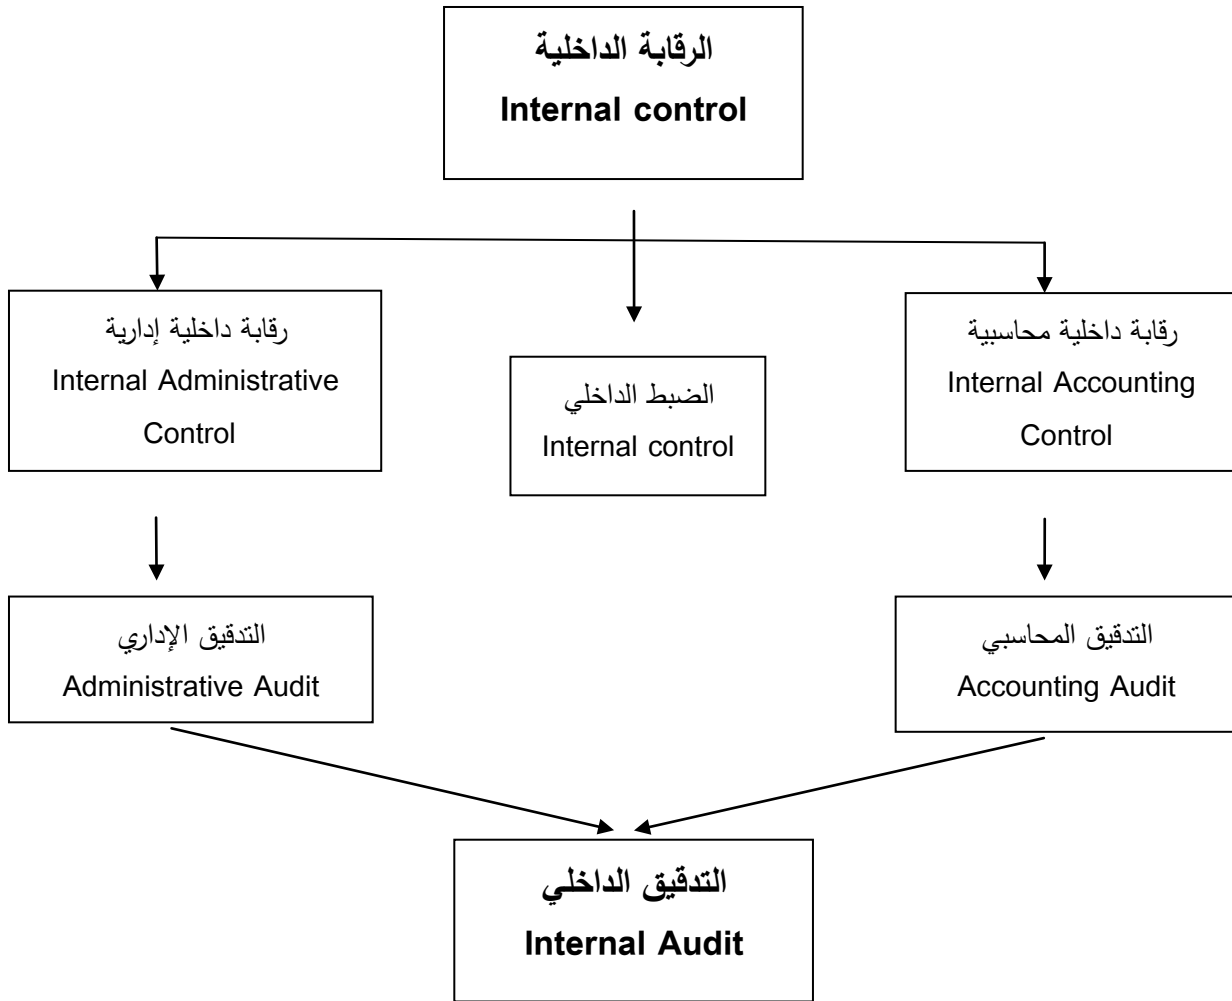 الرقابة الداخلية
Internal control
رقابة داخلية إدارية
Internal Administrative
Control
الضبط الداخلي
Internal control
رقابة داخلية محاسبية
Internal Accounting
Control
التدقيق الإداري
Administrative Audit
التدقيق المحاسبي
Accounting Audit
التدقيق الداخلي
Internal Audit